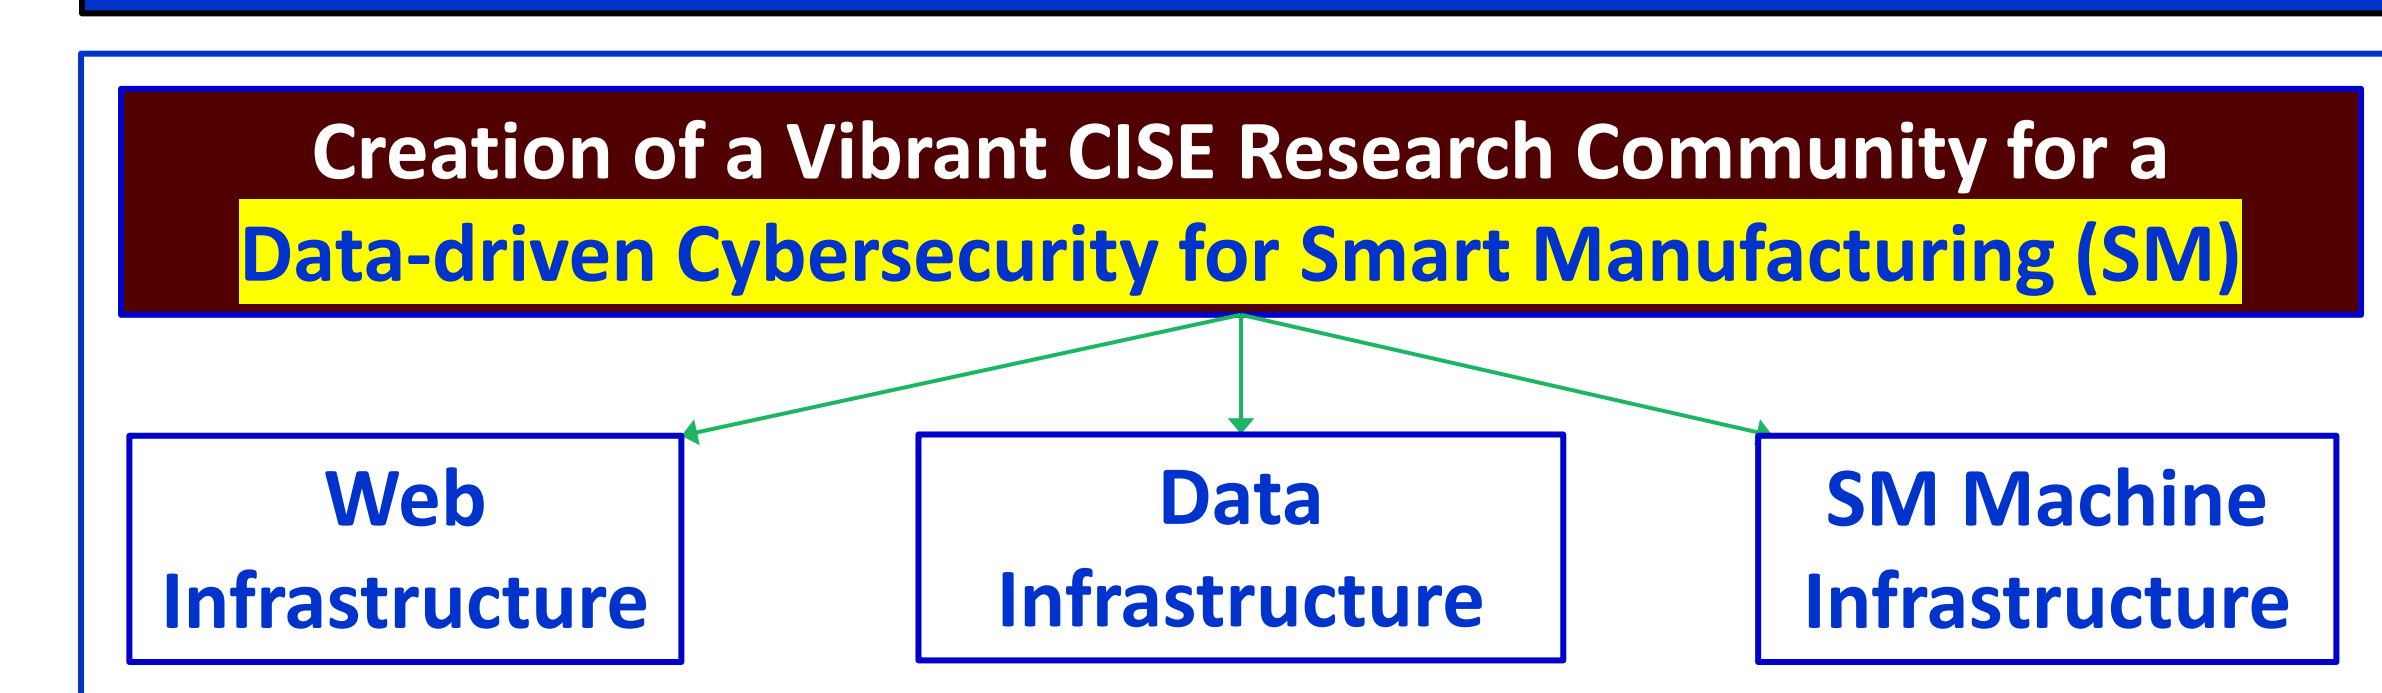 Creation of a Vibrant CISE Research Community for a
Data-driven Cybersecurity for Smart Manufacturing (SM)
Web
Infrastructure
Data
Infrastructure
SM Machine
Infrastructure